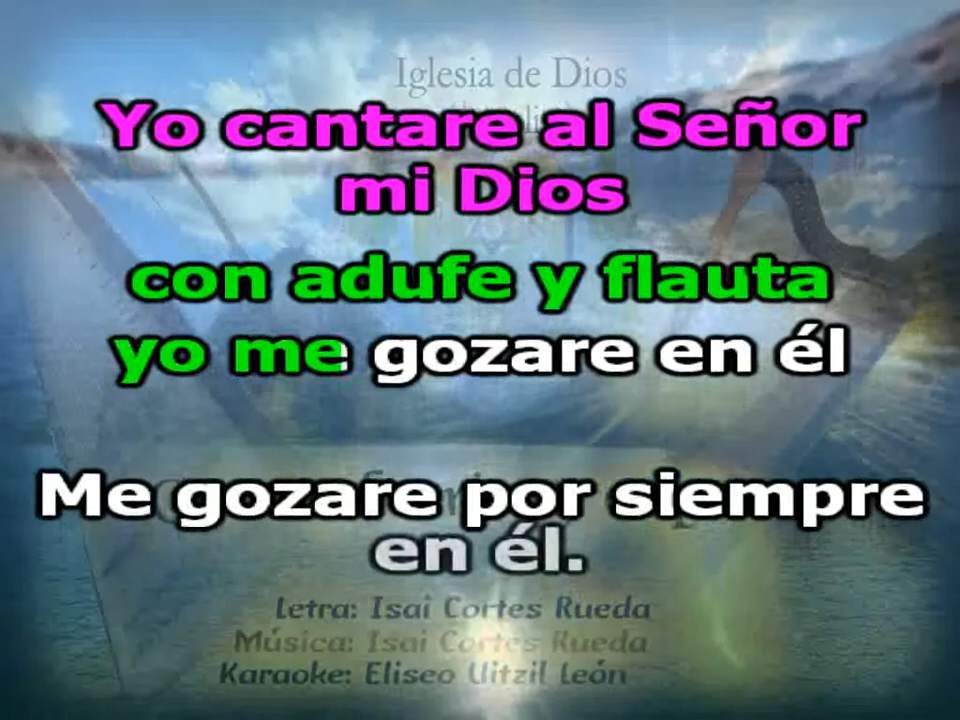 Iglesia de Dios
Yo cantare al Señor
mi Dios
con adufe y flauta
yo me gozare en él
Me gozare por siempre
en él.
Letra: Isai Cortes Rueda
Música: Isai Cortes Rueda
Karaoke: Eliseo Uitzil León